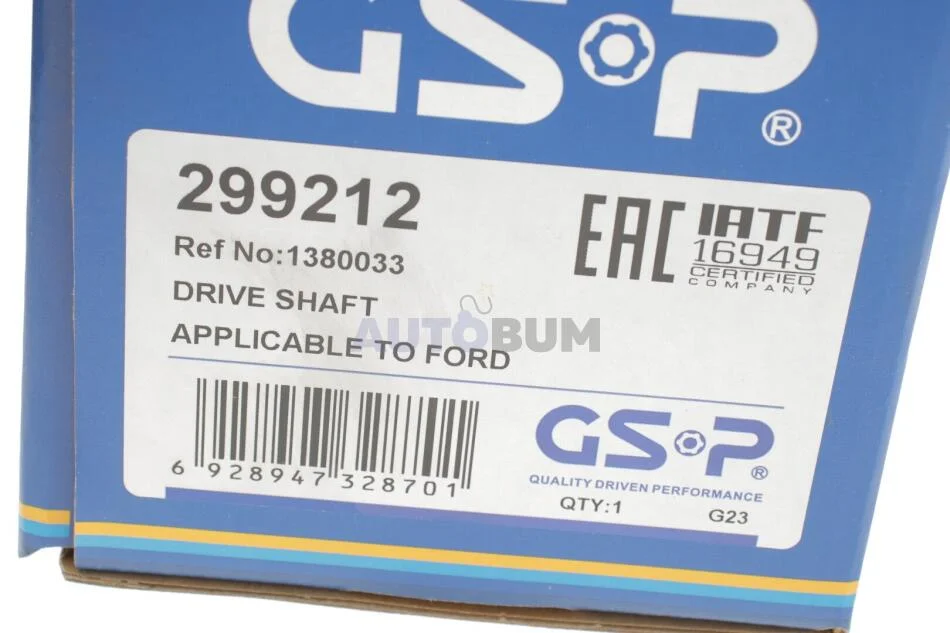 GSP®
299212
Ref No:1380033
DRIVE SHAFT
APPLICABLE TO FORD
EAC
IATF
16949
CERTIFIED
COMPANY
AUTOBUM
6 928947 328701
GSP®
QUALITY DRIVEN PERFORMANCE
QTY:1
G23